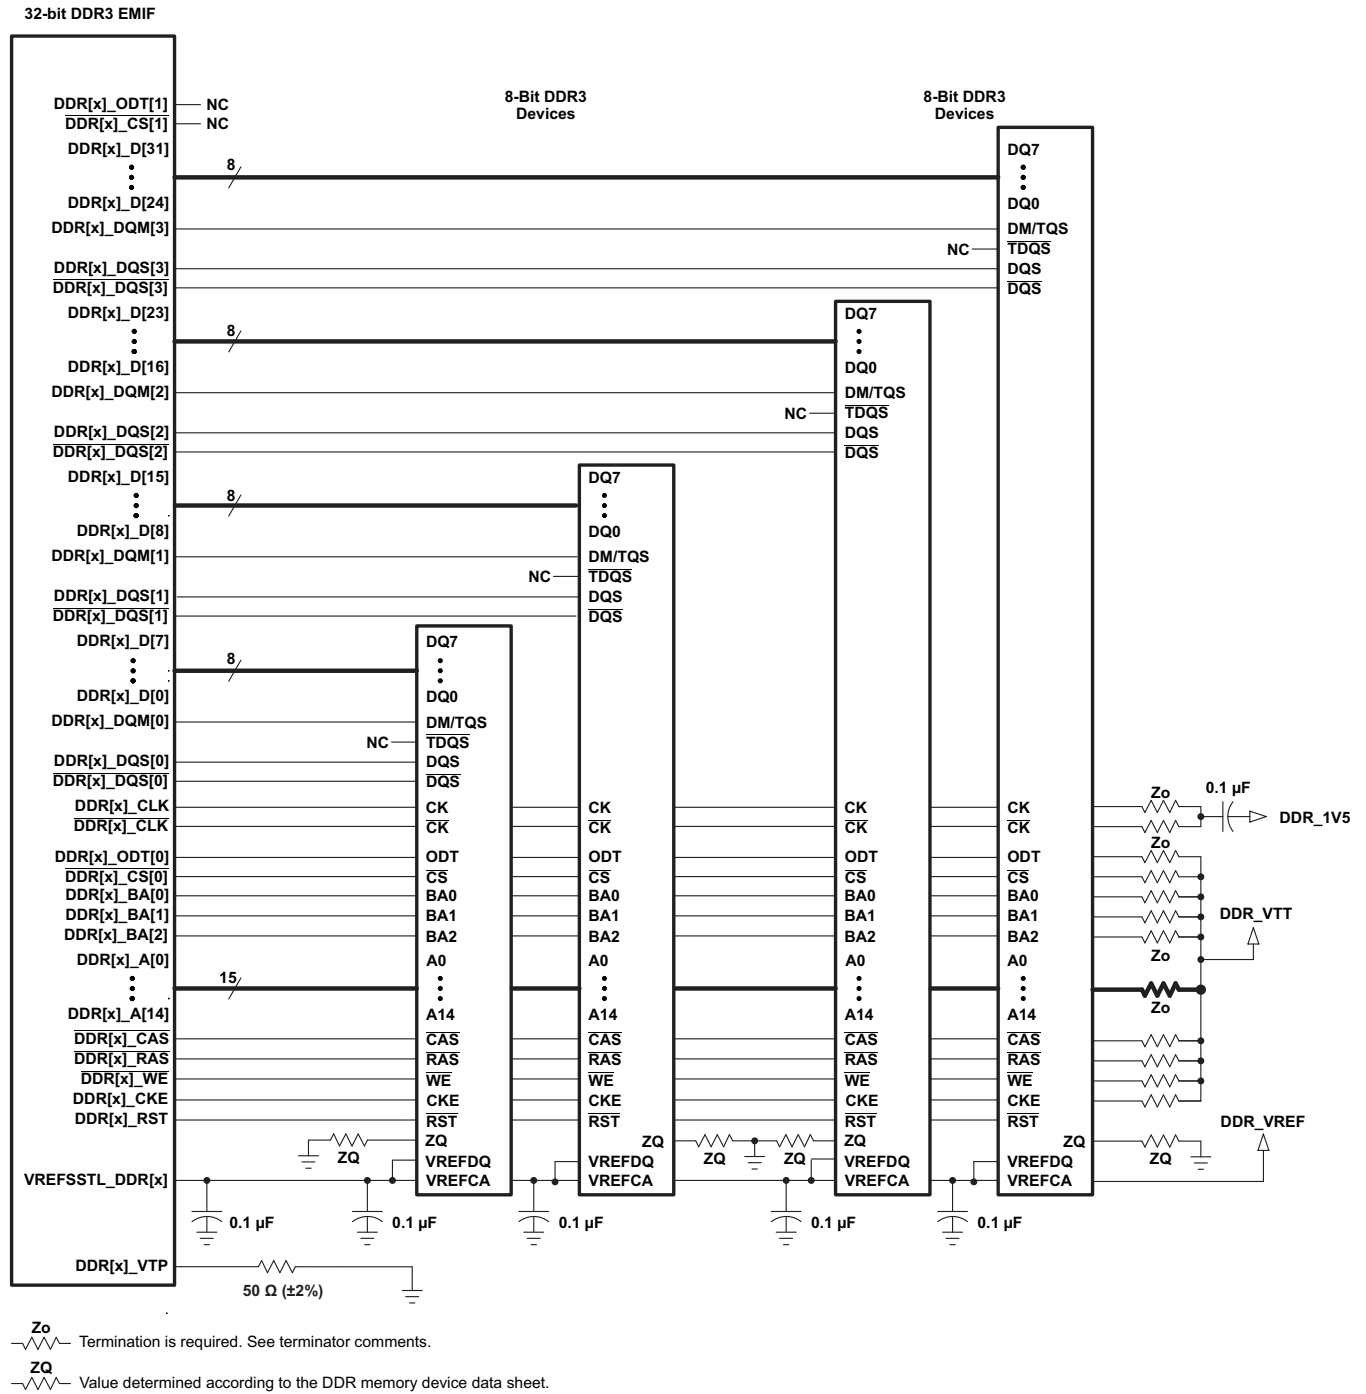 32-bit DDR3 EMIF
8-Bit DDR3
Devices
8-Bit DDR3
Devices
DDR[x]_ODT[1]
NC
DDR[x]_CS[1]
NC
DDR[x]_D[31]
8
DDR[x]_D[24]
DDR[x]_DQM[3]
DDR[x]_DQS[3]
DDR[x]_DQS[3]
DDR[x]_D[23]
8
DDR[x]_D[16]
DDR[x]_DQM[2]
DDR[x]_DQS[2]
DDR[x]_DQS[2]
DDR[x]_D[15]
8
DDR[x]_D[8]
DDR[x]_DQM[1]
DDR[x]_DQS[1]
DDR[x]_DQS[1]
DDR[x]_D[7]
8
DDR[x]_D[0]
DDR[x]_DQM[0]
DDR[x]_DQS[0]
DDR[x]_DQS[0]
DDR[x]_CLK
DDR[x]_CLK
DDR[x]_ODT[0]
DDR[x]_CS[0]
DDR[x]_BA[0]
DDR[x]_BA[1]
DDR[x]_BA[2]
DDR[x]_A[0]
15
DDR[x]_A[14]
DDR[x]_CAS
DDR[x]_RAS
DDR[x]_WE
DDR[x]_CKE
DDR[x]_RST
VREFSSTL_DDR[x]
DDR[x]_VTP
DQ7
DQ0
DM/TQS
NC
TDQS
DQS
DQS
CK
CK
ODT
CS
BA0
BA1
BA2
A0
A14
CAS
RAS
WE
CKE
RST
ZQ
VREFDQ
VREFCA
DQ7
DQ0
DM/TQS
NC
TDQS
DQS
DQS
CK
CK
ODT
CS
BA0
BA1
BA2
A0
A14
CAS
RAS
WE
CKE
RST
ZQ
VREFDQ
VREFCA
DQ7
DQ0
DM/TQS
NC
TDQS
DQS
DQS
CK
CK
ODT
CS
BA0
BA1
BA2
A0
A14
CAS
RAS
WE
CKE
RST
ZQ
VREFDQ
VREFCA
DQ7
DQ0
DM/TQS
NC
TDQS
DQS
DQS
CK
CK
ODT
CS
BA0
BA1
BA2
A0
A14
CAS
RAS
WE
CKE
RST
ZQ
VREFDQ
VREFCA
Zo
0.1 µF
DDR_1V5
Zo
DDR_VTT
Zo
Zo
DDR_VREF
ZQ
ZQ
ZQ
ZQ
0.1 µF
0.1 µF
0.1 µF
0.1 µF
0.1 µF
50 Ω (±2%)
Zo
Termination is required. See terminator comments.
ZQ
Value determined according to the DDR memory device data sheet.